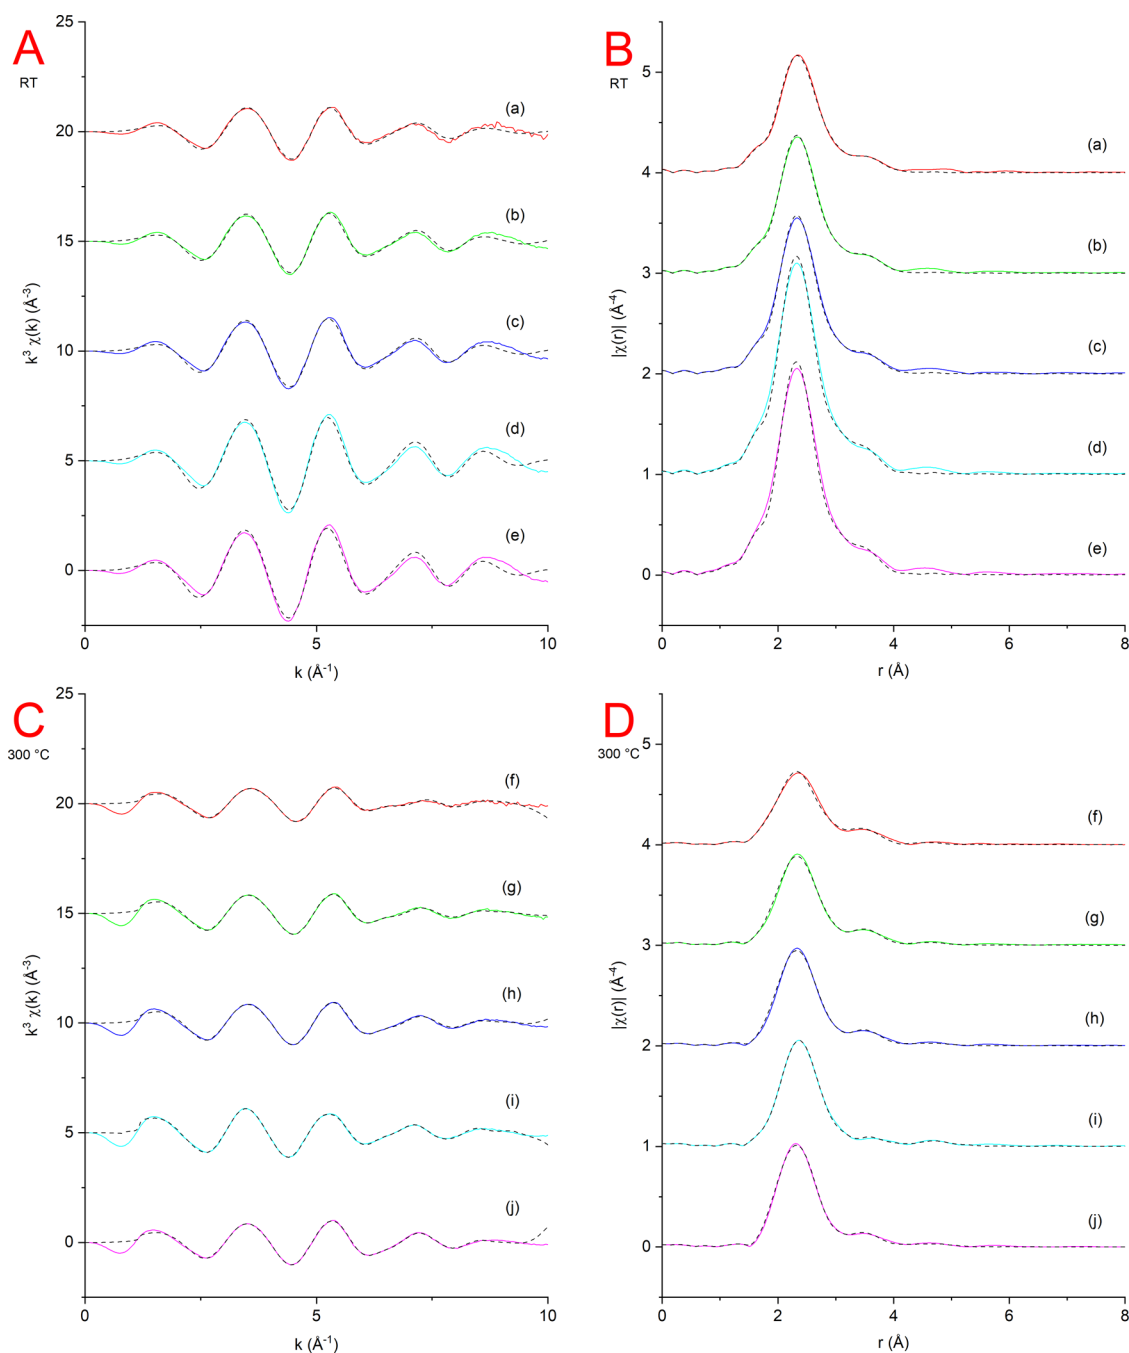 A
RT
25
20
15
10
5
0
k³ χ(k) (Å⁻³)
(a)
(b)
(c)
(d)
(e)
0
5
10
k (Å⁻¹)
B
RT
5
4
3
2
1
0
|χ(r)| (Å⁻⁴)
(a)
(b)
(c)
(d)
(e)
0
2
4
6
8
r (Å)
C
300 °C
25
20
15
10
5
0
k³ χ(k) (Å⁻³)
(f)
(g)
(h)
(i)
(j)
0
5
10
k (Å⁻¹)
D
300 °C
5
4
3
2
1
0
|χ(r)| (Å⁻⁴)
(f)
(g)
(h)
(i)
(j)
0
2
4
6
8
r (Å)